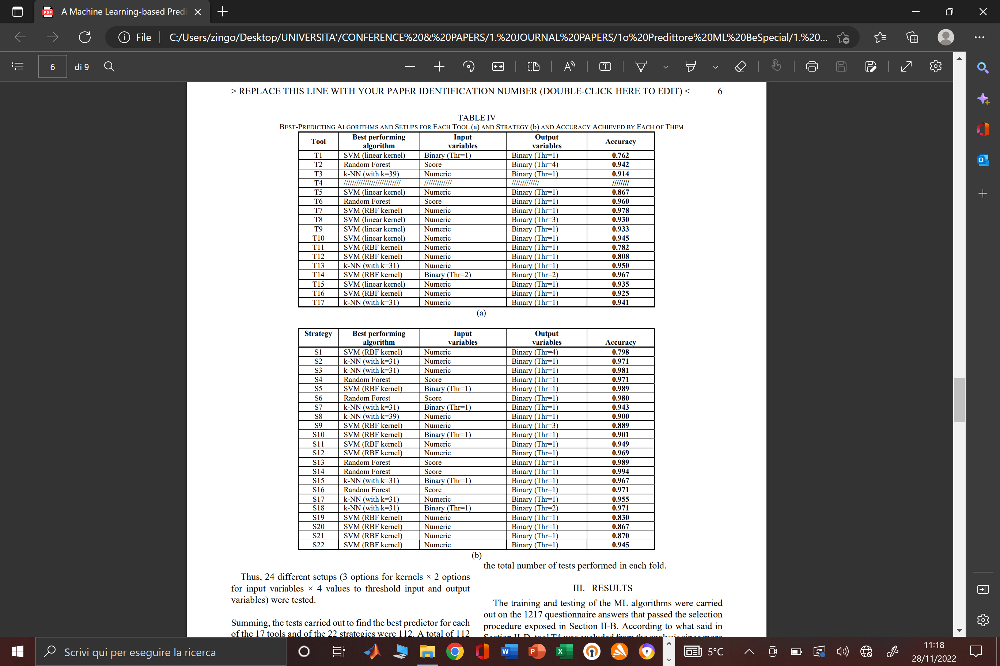 A Machine Learning-based Predi
File C:/Users/zingo/Desktop/UNIVERSITA'/CONFERENCE%20&%20PAPERS/1.%20JOURNAL%20PAPERS/1o%20Predittore%20ML%20BeSpecial/1.%20...
6 di 9
> REPLACE THIS LINE WITH YOUR PAPER IDENTIFICATION NUMBER (DOUBLE-CLICK HERE TO EDIT) < 6
TABLE IV
BEST-PREDICTING ALGORITHMS AND SETUPS FOR EACH TOOL (a) AND STRATEGY (b) AND ACCURACY ACHIEVED BY EACH OF THEM
Tool Best performing algorithm Input variables Output variables Accuracy
T1 SVM (linear kernel) Binary (Thr=1) Binary (Thr=1) 0.762
T2 Random Forest Score Binary (Thr=4) 0.942
T3 k-NN (with k=39) Numeric Binary (Thr=1) 0.914
T4 /////////////////////////// ///////////// ///////////// ////////
T5 SVM (linear kernel) Numeric Binary (Thr=1) 0.867
T6 Random Forest Score Binary (Thr=1) 0.960
T7 SVM (RBF kernel) Numeric Binary (Thr=1) 0.978
T8 SVM (linear kernel) Numeric Binary (Thr=3) 0.930
T9 SVM (linear kernel) Numeric Binary (Thr=1) 0.933
T10 SVM (linear kernel) Numeric Binary (Thr=1) 0.945
T11 SVM (RBF kernel) Numeric Binary (Thr=1) 0.782
T12 SVM (RBF kernel) Numeric Binary (Thr=1) 0.808
T13 k-NN (with k=31) Numeric Binary (Thr=1) 0.950
T14 SVM (RBF kernel) Binary (Thr=2) Binary (Thr=2) 0.967
T15 SVM (linear kernel) Numeric Binary (Thr=1) 0.935
T16 SVM (RBF kernel) Numeric Binary (Thr=1) 0.925
T17 k-NN (with k=31) Numeric Binary (Thr=1) 0.941
(a)
Strategy Best performing algorithm Input variables Output variables Accuracy
S1 SVM (RBF kernel) Numeric Binary (Thr=4) 0.798
S2 k-NN (with k=31) Numeric Binary (Thr=1) 0.971
S3 k-NN (with k=31) Numeric Binary (Thr=1) 0.981
S4 Random Forest Score Binary (Thr=1) 0.971
S5 SVM (RBF kernel) Binary (Thr=1) Binary (Thr=1) 0.989
S6 Random Forest Score Binary (Thr=1) 0.980
S7 k-NN (with k=31) Binary (Thr=1) Binary (Thr=1) 0.943
S8 k-NN (with k=39) Numeric Binary (Thr=1) 0.900
S9 SVM (RBF kernel) Numeric Binary (Thr=3) 0.889
S10 SVM (RBF kernel) Binary (Thr=1) Binary (Thr=1) 0.901
S11 SVM (RBF kernel) Numeric Binary (Thr=1) 0.949
S12 SVM (RBF kernel) Numeric Binary (Thr=1) 0.969
S13 Random Forest Score Binary (Thr=1) 0.989
S14 Random Forest Score Binary (Thr=1) 0.994
S15 k-NN (with k=31) Binary (Thr=1) Binary (Thr=1) 0.967
S16 Random Forest Score Binary (Thr=1) 0.971
S17 k-NN (with k=31) Numeric Binary (Thr=1) 0.955
S18 k-NN (with k=31) Binary (Thr=1) Binary (Thr=2) 0.971
S19 SVM (RBF kernel) Numeric Binary (Thr=1) 0.830
S20 SVM (RBF kernel) Numeric Binary (Thr=1) 0.867
S21 SVM (RBF kernel) Numeric Binary (Thr=1) 0.870
S22 SVM (RBF kernel) Numeric Binary (Thr=1) 0.945
(b)
Thus, 24 different setups (3 options for kernels × 2 options
for input variables × 4 values to threshold input and output
variables) were tested.
Summing, the tests carried out to find the best predictor for each
of the 17 tools and of the 22 strategies were 112. A total of 112
the total number of tests performed in each fold.
III. RESULTS
The training and testing of the ML algorithms were carried
out on the 1217 questionnaire answers that passed the selection
procedure exposed in Section II-B. According to what said in
Section II-D, tool T4 was excluded from the analysis since more
Scrivi qui per eseguire la ricerca
5°C
11:18
28/11/2022